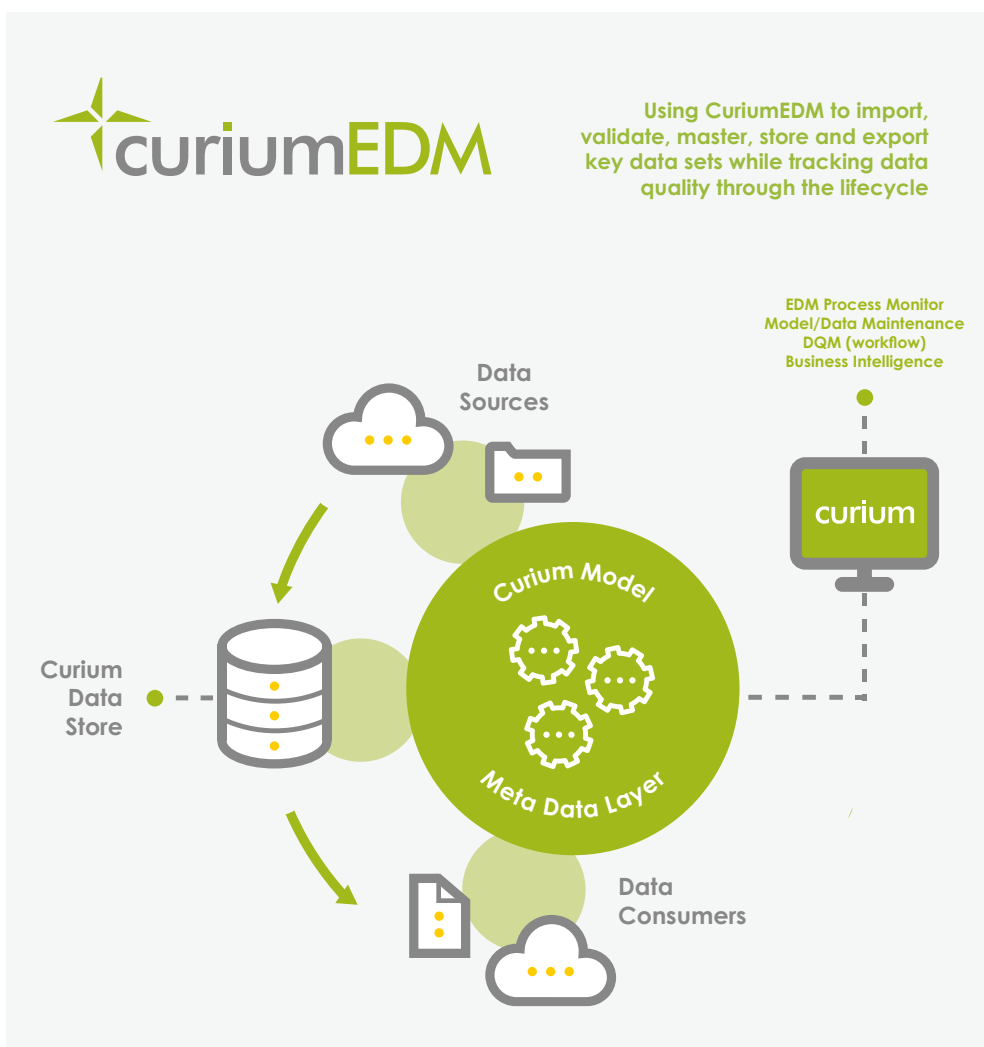 curiumEDM
Using CuriumEDM to import,
validate, master, store and export
key data sets while tracking data
quality through the lifecycle
EDM Process Monitor
Model/Data Maintenance
DQM (workflow)
Business Intelligence
Data
Sources
curium
Curium Model
Curium
Data
Store
Meta Data Layer
Data
Consumers